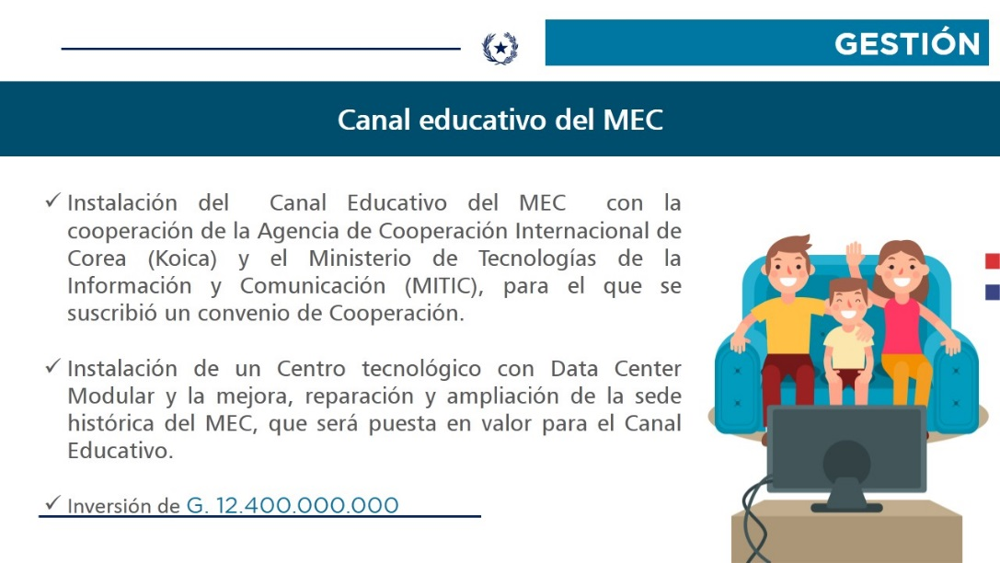 GESTIÓN
Canal educativo del MEC
✓ Instalación del Canal Educativo del MEC con la
cooperación de la Agencia de Cooperación Internacional de
Corea (Koica) y el Ministerio de Tecnologías de la
Información y Comunicación (MITIC), para el que se
suscribió un convenio de Cooperación.
✓ Instalación de un Centro tecnológico con Data Center
Modular y la mejora, reparación y ampliación de la sede
histórica del MEC, que será puesta en valor para el Canal
Educativo.
✓ Inversión de G. 12.400.000.000